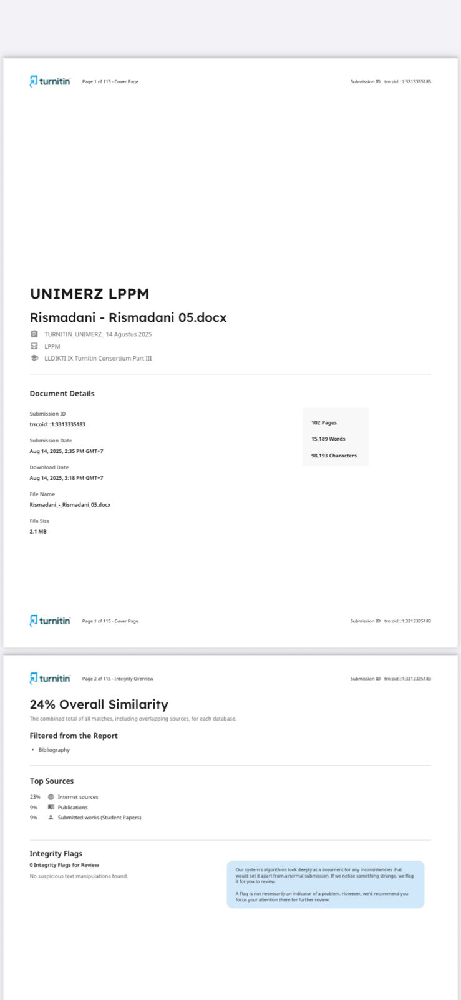 turnitin Page 1 of 115 - Cover Page Submission ID trn:oid:::1:3313335183
UNIMERZ LPPM
Rismadani - Rismadani 05.docx
TURNITIN_UNIMERZ_ 14 Agustus 2025
LPPM
LLDIKTI IX Turnitin Consortium Part III
Document Details
Submission ID
trn:oid:::1:3313335183
Submission Date
Aug 14, 2025, 2:35 PM GMT+7
Download Date
Aug 14, 2025, 3:18 PM GMT+7
File Name
Rismadani_-_Rismadani_05.docx
File Size
2.1 MB
102 Pages
15,189 Words
98,193 Characters
turnitin Page 1 of 115 - Cover Page Submission ID trn:oid:::1:3313335183
turnitin Page 2 of 115 - Integrity Overview Submission ID trn:oid:::1:3313335183
24% Overall Similarity
The combined total of all matches, including overlapping sources, for each database.
Filtered from the Report
Bibliography
Top Sources
23% Internet sources
9% Publications
9% Submitted works (Student Papers)
Integrity Flags
0 Integrity Flags for Review
No suspicious text manipulations found.
Our system's algorithms look deeply at a document for any inconsistencies that
would set it apart from a normal submission. If we notice something strange, we flag
it for you to review.
A Flag is not necessarily an indicator of a problem. However, we'd recommend you
focus your attention there for further review.